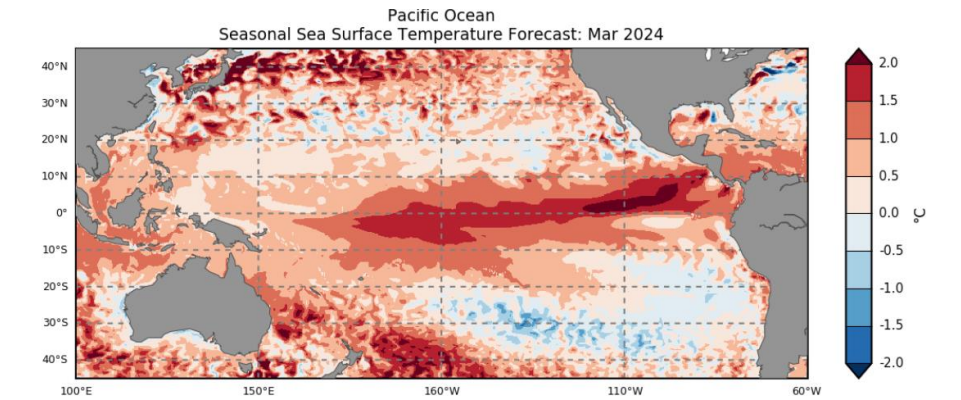 Pacific Ocean
Seasonal Sea Surface Temperature Forecast: Mar 2024
40°N
30°N
20°N
10°N
0°
10°S
20°S
30°S
40°S
100°E
150°E
160°W
110°W
60°W
2.0
1.5
1.0
0.5
0.0
-0.5
-1.0
-1.5
-2.0
°C